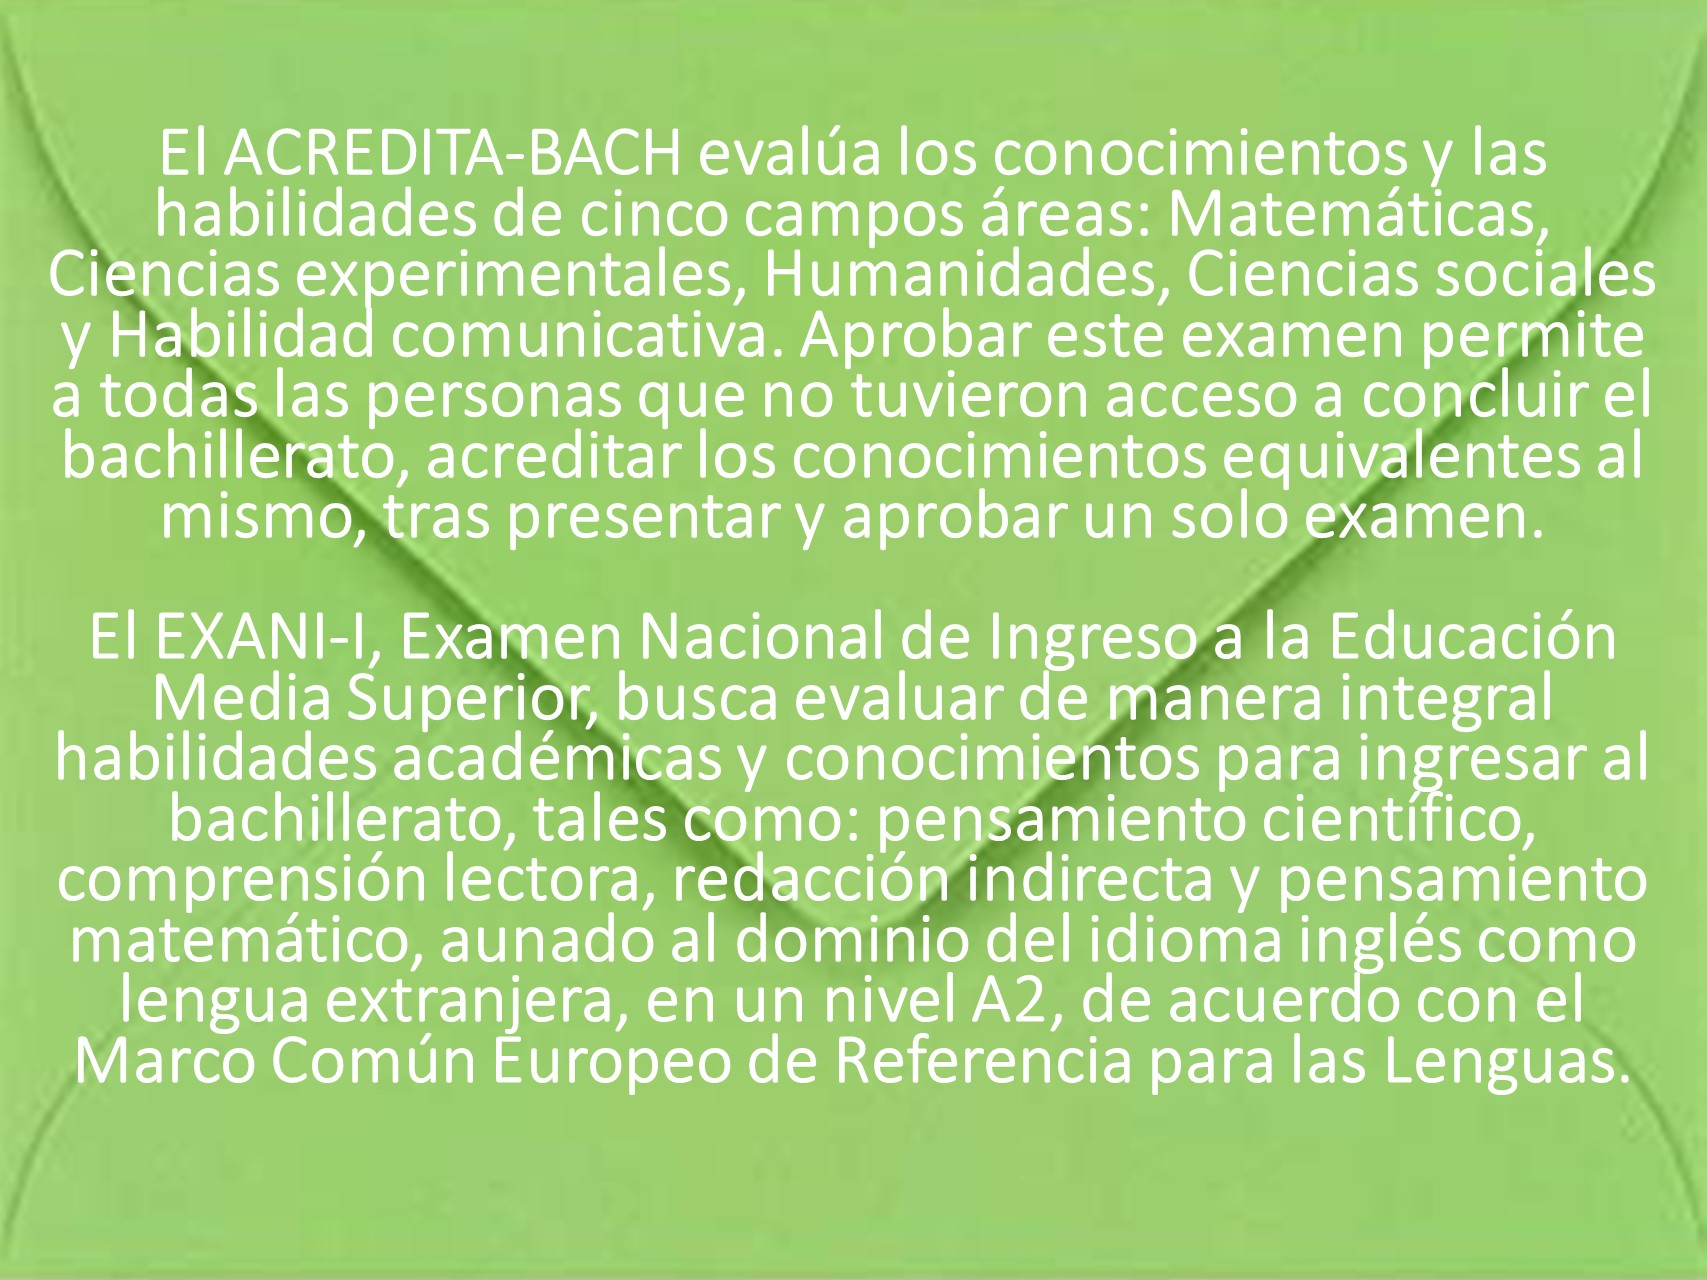 El ACREDITA-BACH evalúa los conocimientos y las
habilidades de cinco campos áreas: Matemáticas,
Ciencias experimentales, Humanidades, Ciencias sociales
y Habilidad comunicativa. Aprobar este examen permite
a todas las personas que no tuvieron acceso a concluir el
bachillerato, acreditar los conocimientos equivalentes al
mismo, tras presentar y aprobar un solo examen.
El EXANI-I, Examen Nacional de Ingreso a la Educación
Media Superior, busca evaluar de manera integral
habilidades académicas y conocimientos para ingresar al
bachillerato, tales como: pensamiento científico,
comprensión lectora, redacción indirecta y pensamiento
matemático, aunado al dominio del idioma inglés como
lengua extranjera, en un nivel A2, de acuerdo con el
Marco Común Europeo de Referencia para las Lenguas.